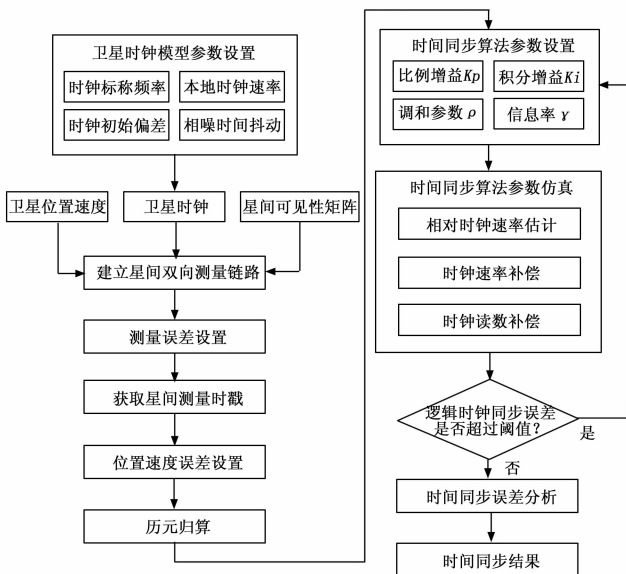 卫星时钟模型参数设置
时钟标称频率
本地时钟速率
时钟初始偏差
相噪时间抖动
卫星位置速度
卫星时钟
星间可见性矩阵
建立星间双向测量链路
测量误差设置
获取星间测量时戳
位置速度误差设置
历元归算
时间同步算法参数设置
比例增益Kp
积分增益Ki
调和参数 ρ
信息率 γ
时间同步算法参数仿真
相对时钟速率估计
时钟速率补偿
时钟读数补偿
逻辑时钟同步误差
是否超过阈值？
是
否
时间同步误差分析
时间同步结果